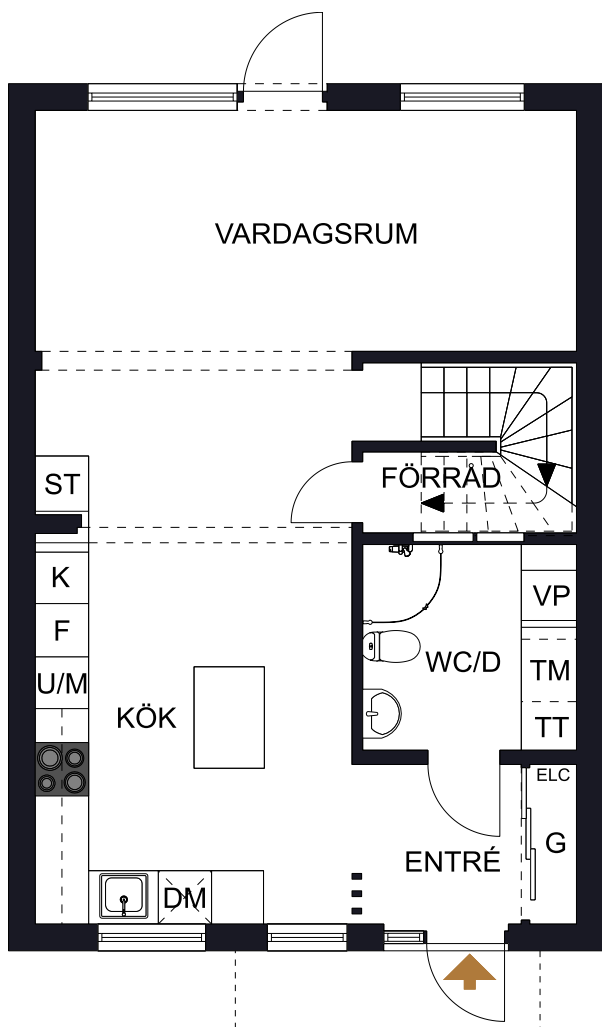 VARDAGSRUM
ST
FÖRRÅD
K
VP
F
WC/D
TM
U/M
KÖK
TT
ELC
G
ENTRÉ
DM